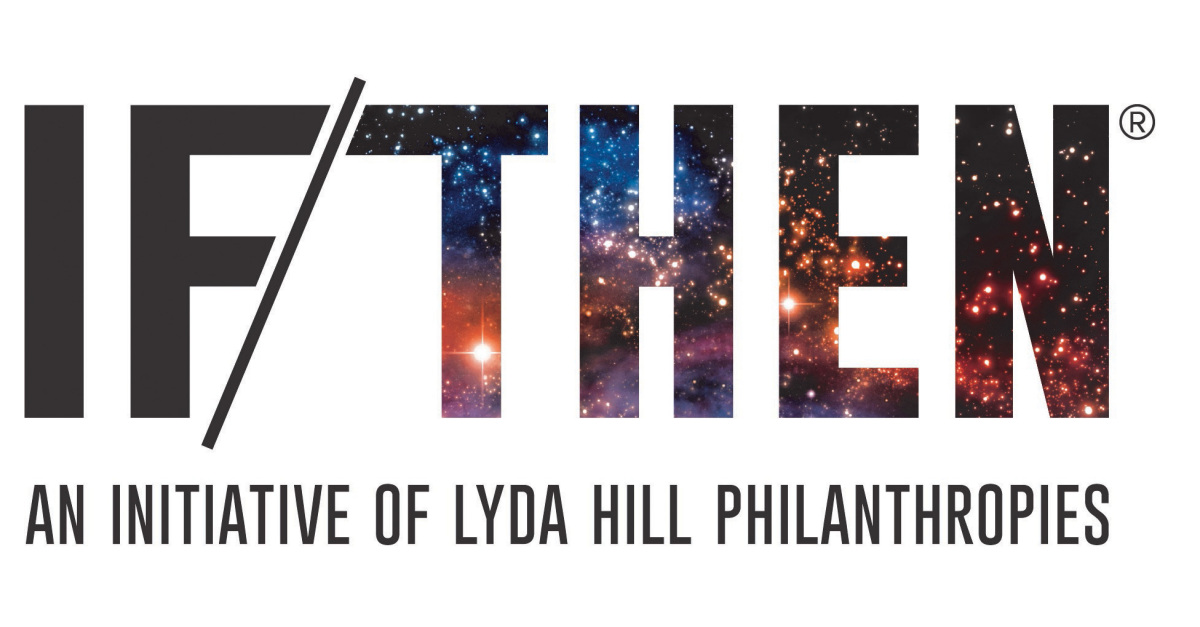 IF/THEN®
AN INITIATIVE OF LYDA HILL PHILANTHROPIES